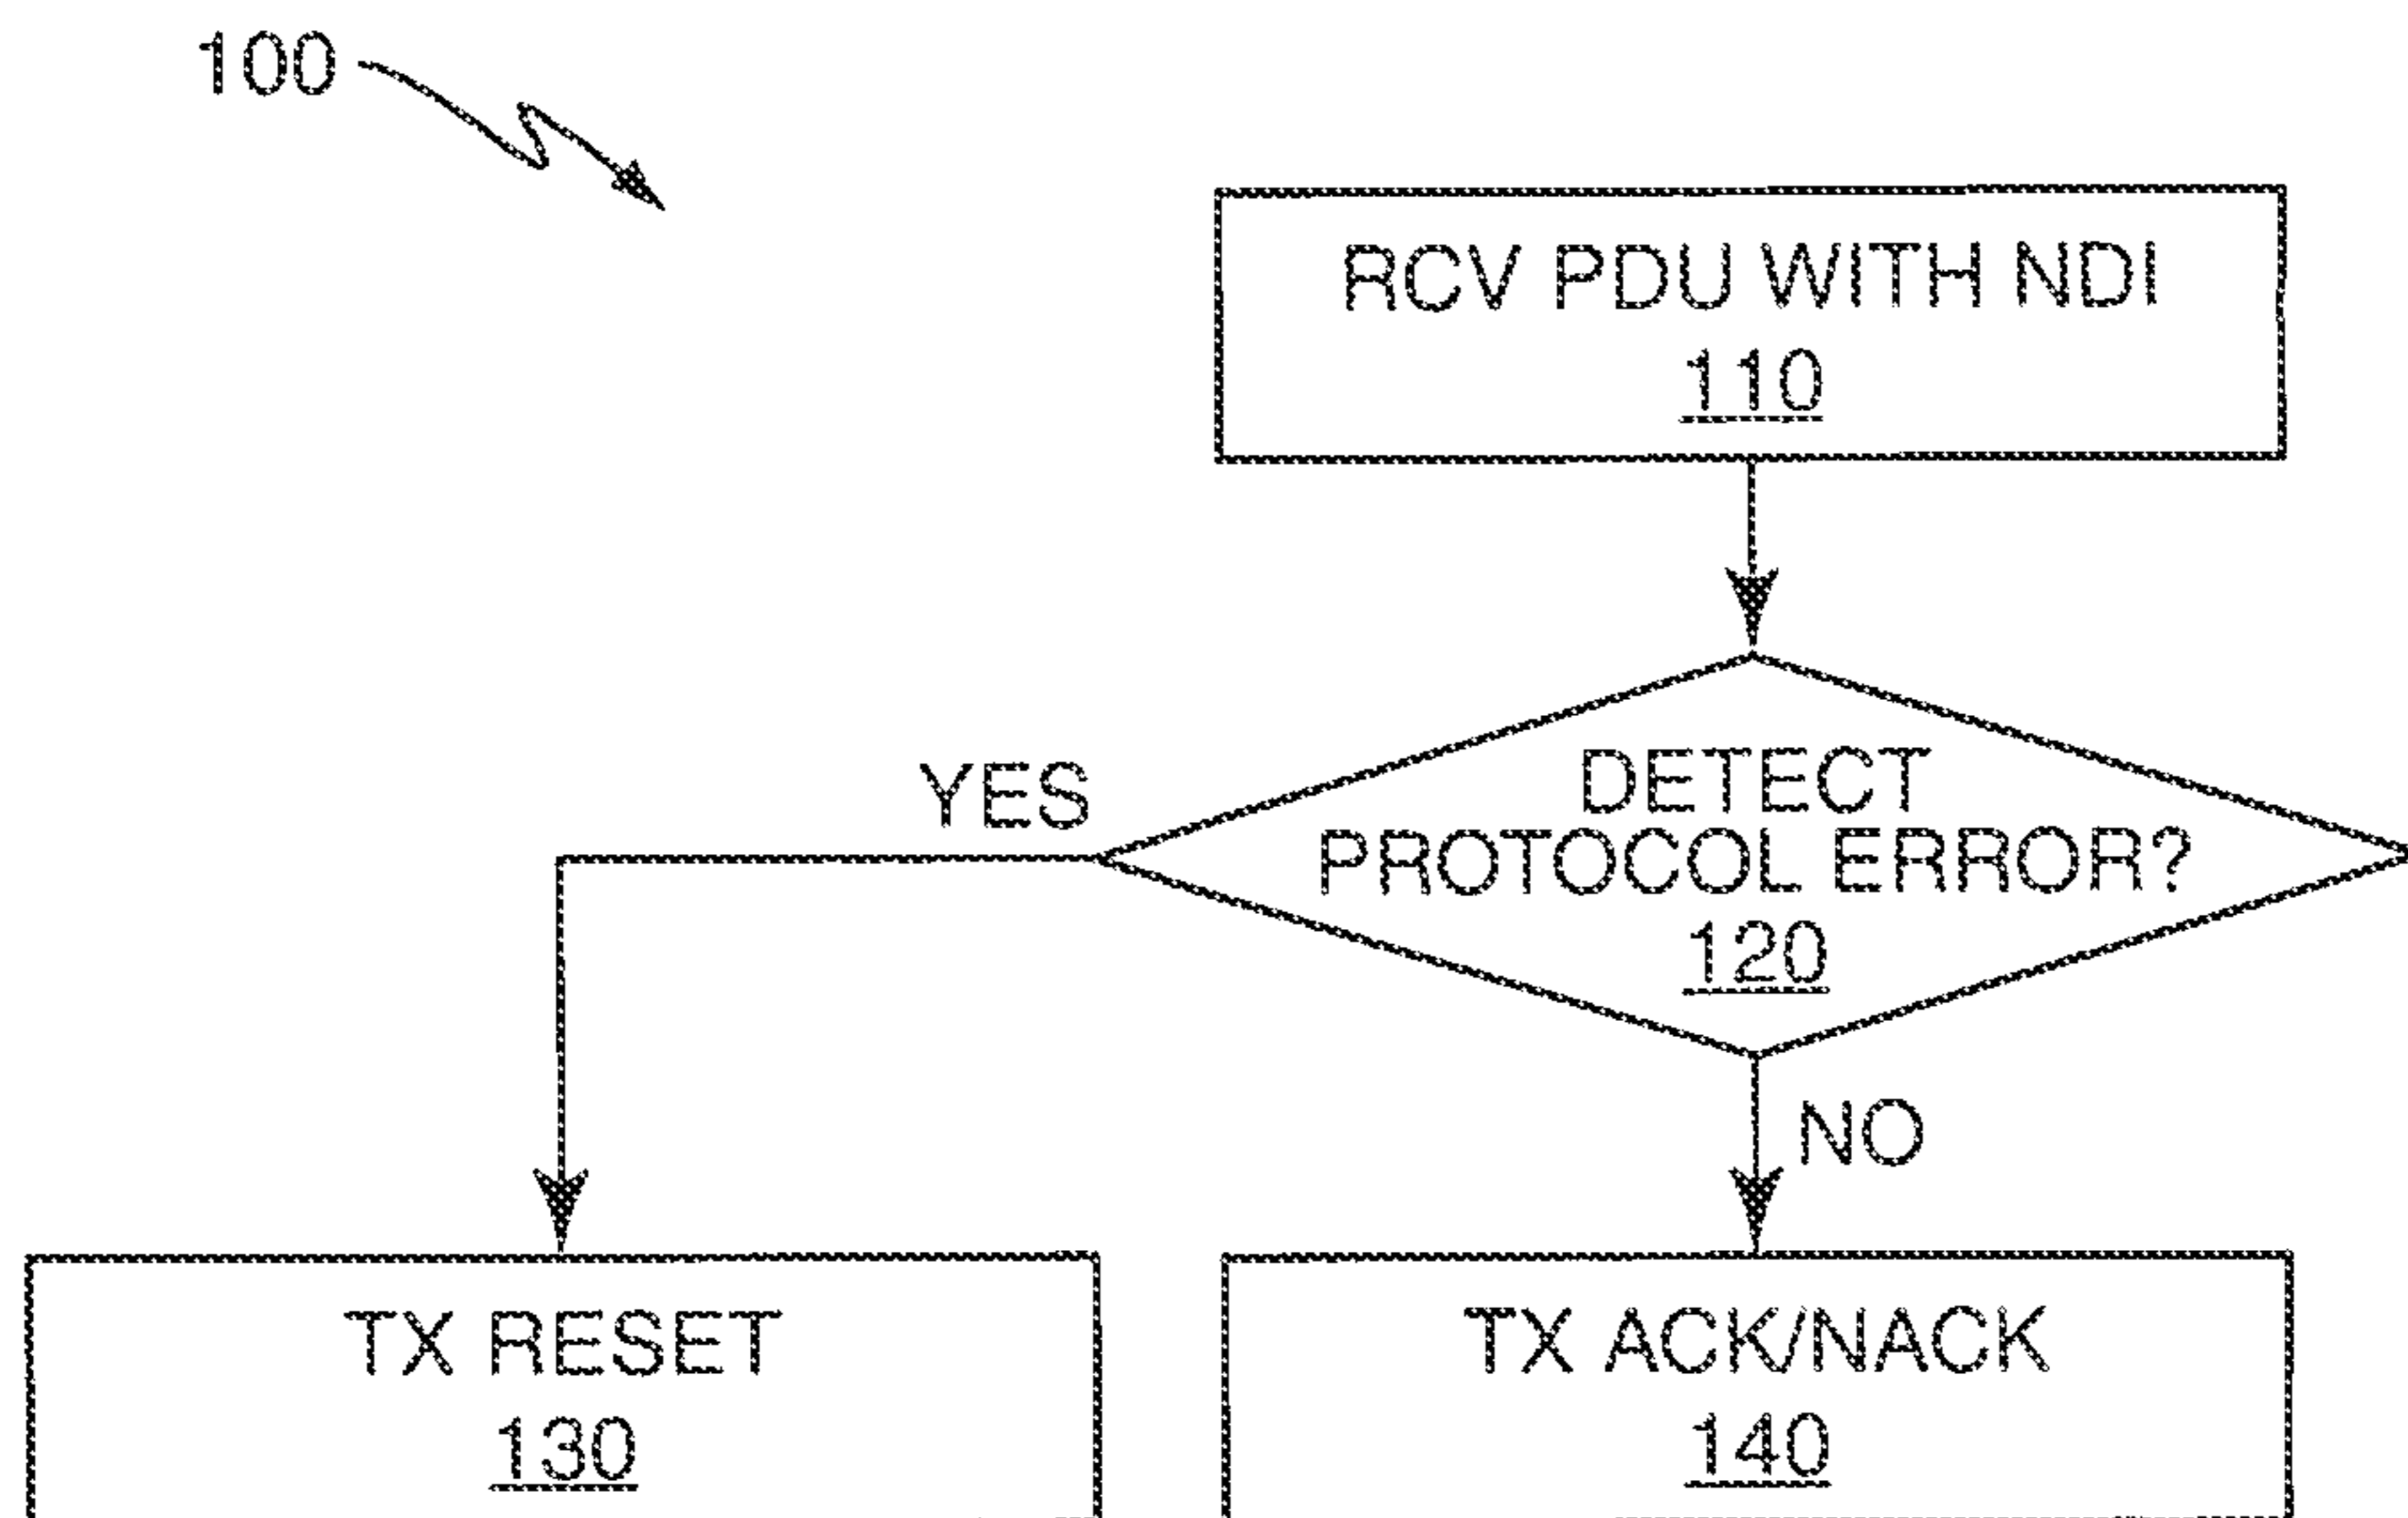 100
RCV PDU WITH NDI
110
DETECT
PROTOCOL ERROR?
120
YES
NO
TX RESET
130
TX ACK/NACK
140